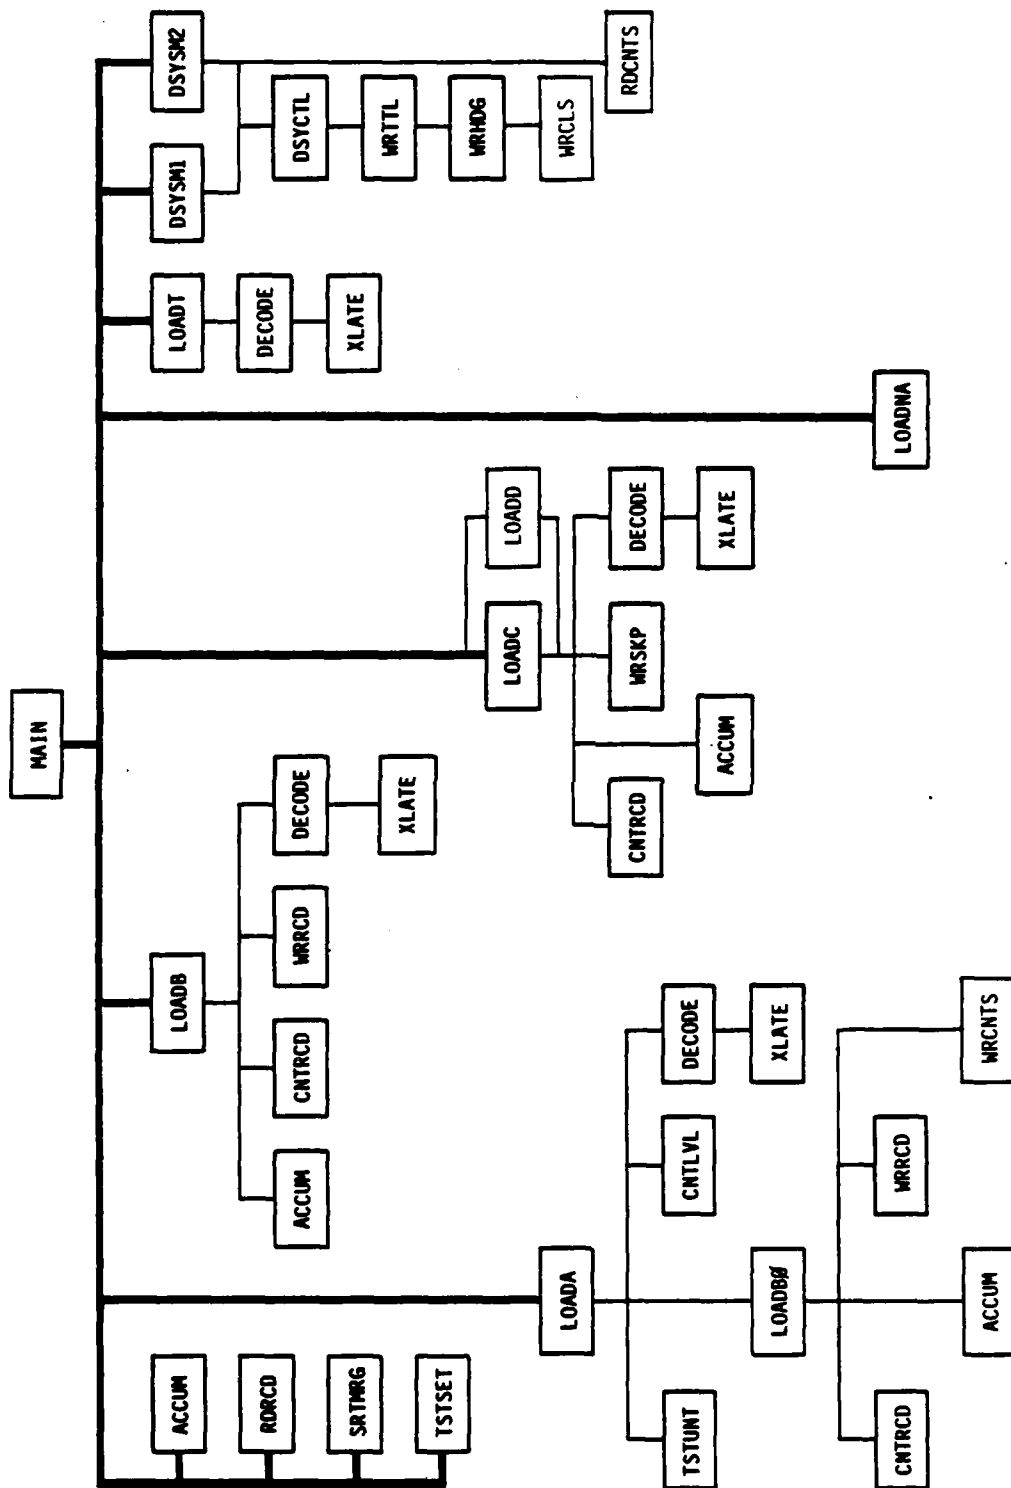 MAIN
ACCUM
RDRCD
SRTMRG
TSTSET
LOADA
TSTUNT
CNTLVL
DECODE
XLATE
LOADBØ
CNTRCD
ACCUM
WRRCD
WRCNTS
LOADB
ACCUM
CNTRCD
WRRCD
DECODE
XLATE
LOADC
LOADD
CNTRCD
ACCUM
WRSKP
DECODE
XLATE
LOADNA
LOADT
DECODE
XLATE
DSYSM1
DSYSM2
DSYCTL
WRTTL
WRHDG
WRCLS
RDCNTS